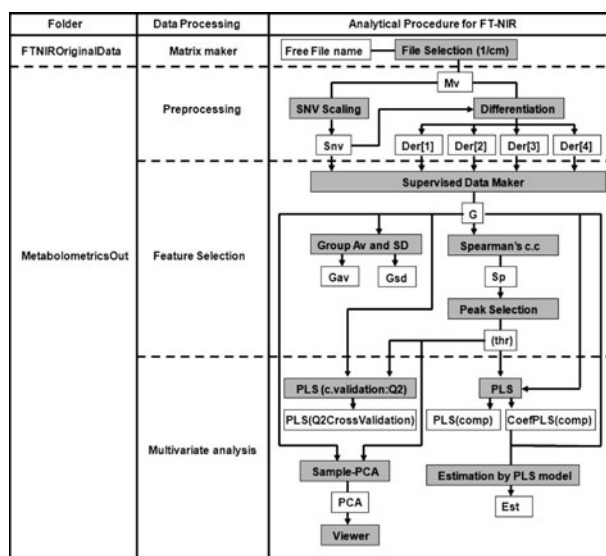 Folder
Data Processing
Analytical Procedure for FT-NIR
FTNIROriginalData
Matrix maker
Free File name
File Selection (1/cm)
Mv
Preprocessing
SNV Scaling
Differentiation
Snv
Der[1]
Der[2]
Der[3]
Der[4]
Supervised Data Maker
G
MetabolometricsOut
Feature Selection
Group Av and SD
Spearman's c.c
Gav
Gsd
Sp
Peak Selection
(thr)
Multivariate analysis
PLS (c.validation:Q2)
PLS
PLS(Q2CrossValidation)
PLS(comp)
CoefPLS(comp)
Sample-PCA
Estimation by PLS model
PCA
Est
Viewer